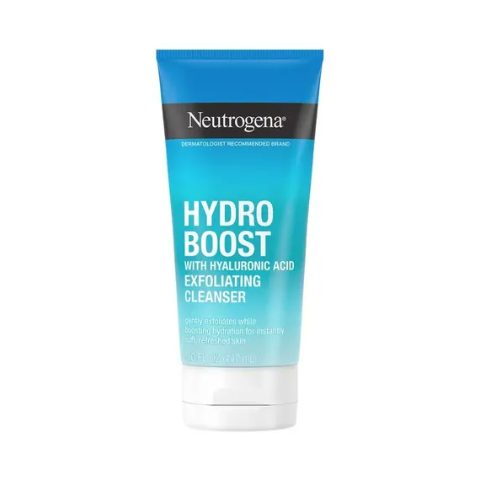 Neutrogena®
DERMATOLOGIST RECOMMENDED BRAND
HYDRO
BOOST
WITH HYALURONIC ACID
EXFOLIATING
CLEANSER
gently exfoliates while
boosting hydration for instantly
soft, refreshed skin